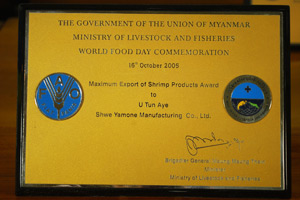 THE GOVERNMENT OF THE UNION OF MYANMAR
MINISTRY OF LIVESTOCK AND FISHERIES
WORLD FOOD DAY COMMEMORATION
16th October 2005
Maximum Export of Shrimp Products Award
to
U Tun Aye
Shwe Yamone Manufacturing Co., Ltd.
Brigadier General
Minister
Ministry of Livestock and Fisheries